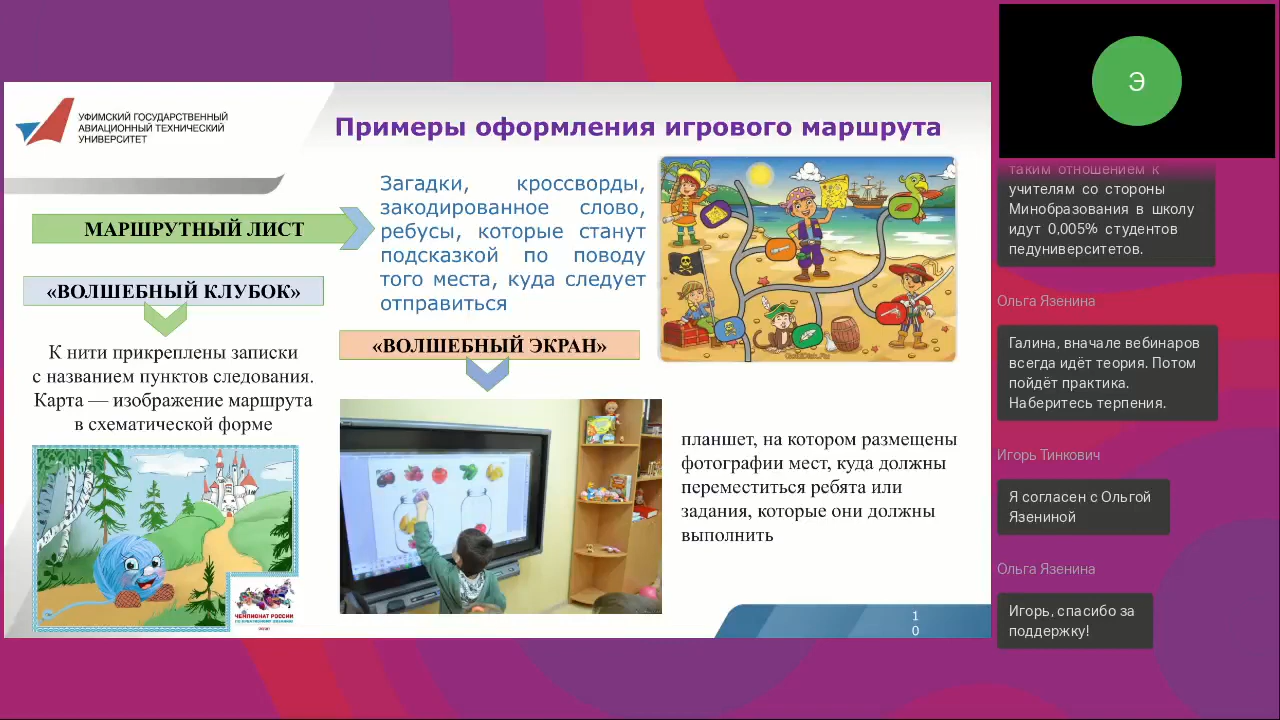 УФИМСКИЙ ГОСУДАРСТВЕННЫЙ
АВИАЦИОННЫЙ ТЕХНИЧЕСКИЙ
УНИВЕРСИТЕТ
Примеры оформления игрового маршрута
МАРШРУТНЫЙ ЛИСТ
Загадки, кроссворды,
закодированное слово,
ребусы, которые станут
подсказкой по поводу
того места, куда следует
отправиться
«ВОЛШЕБНЫЙ КЛУБОК»
К нити прикреплены записки
с названием пунктов следования.
Карта — изображение маршрута
в схематической форме
ЧЕМПИОНАТ РОССИИ
«ВОЛШЕБНЫЙ ЭКРАН»
планшет, на котором размещены
фотографии мест, куда должны
переместиться ребята или
задания, которые они должны
выполнить
1
0
Э
таким отношением к
учителям со стороны
Минобразования в школу
идут 0,005% студентов
педуниверситетов.
Ольга Язенина
Галина, вначале вебинаров
всегда идёт теория. Потом
пойдёт практика.
Наберитесь терпения.
Игорь Тинкович
Я согласен с Ольгой
Язениной
Ольга Язенина
Игорь, спасибо за
поддержку!